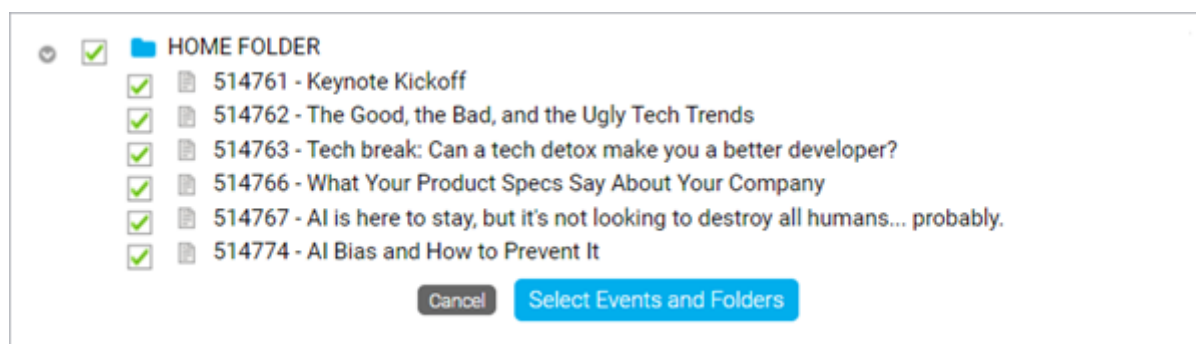 HOME FOLDER
514761 - Keynote Kickoff
514762 - The Good, the Bad, and the Ugly Tech Trends
514763 - Tech break: Can a tech detox make you a better developer?
514766 - What Your Product Specs Say About Your Company
514767 - AI is here to stay, but it's not looking to destroy all humans... probably.
514774 - AI Bias and How to Prevent It
Cancel Select Events and Folders